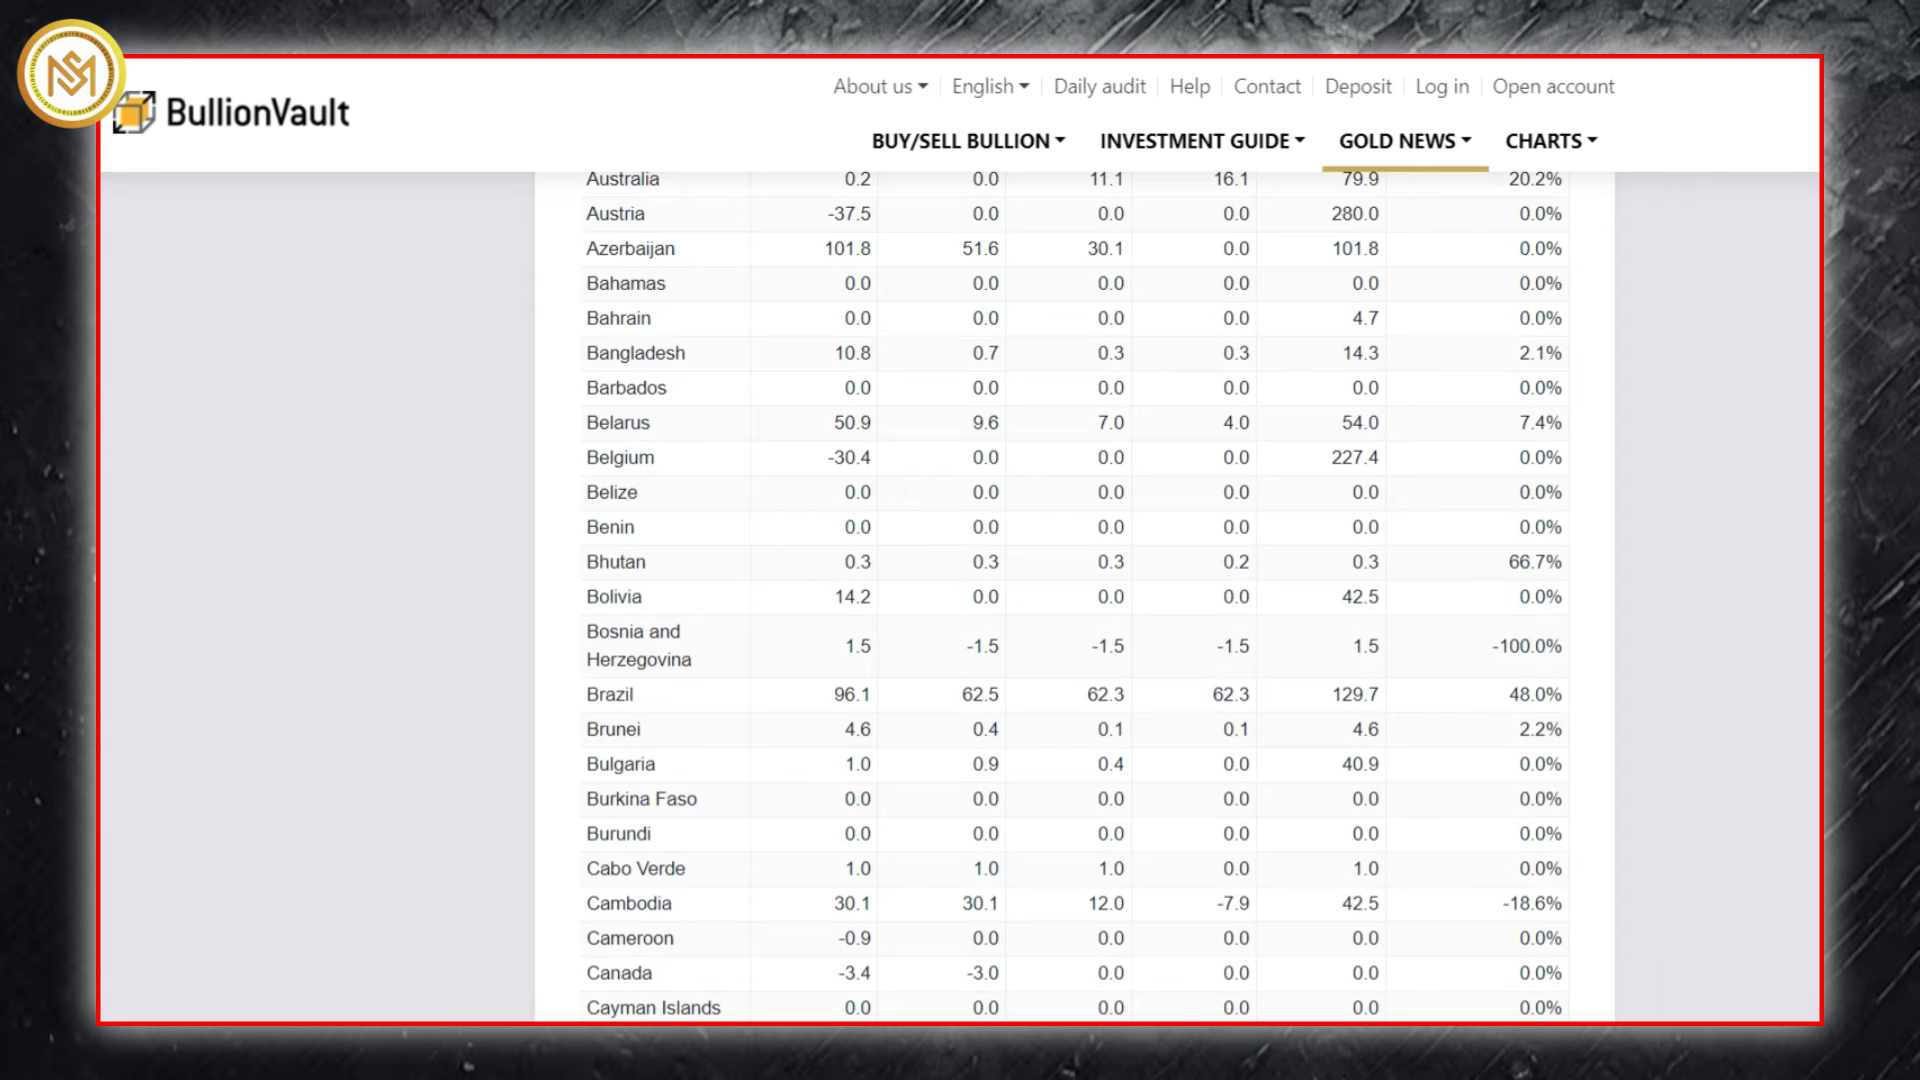 BullionVault
About us English Daily audit Help Contact Deposit Log in Open account
BUY/SELL BULLION INVESTMENT GUIDE GOLD NEWS CHARTS
Australia 0.2 0.0 11.1 16.1 79.9 20.2%
Austria -37.5 0.0 0.0 0.0 280.0 0.0%
Azerbaijan 101.8 51.6 30.1 0.0 101.8 0.0%
Bahamas 0.0 0.0 0.0 0.0 0.0 0.0%
Bahrain 0.0 0.0 0.0 0.0 4.7 0.0%
Bangladesh 10.8 0.7 0.3 0.3 14.3 2.1%
Barbados 0.0 0.0 0.0 0.0 0.0 0.0%
Belarus 50.9 9.6 7.0 4.0 54.0 7.4%
Belgium -30.4 0.0 0.0 0.0 227.4 0.0%
Belize 0.0 0.0 0.0 0.0 0.0 0.0%
Benin 0.0 0.0 0.0 0.0 0.0 0.0%
Bhutan 0.3 0.3 0.3 0.2 0.3 66.7%
Bolivia 14.2 0.0 0.0 0.0 42.5 0.0%
Bosnia and
Herzegovina 1.5 -1.5 -1.5 -1.5 1.5 -100.0%
Brazil 96.1 62.5 62.3 62.3 129.7 48.0%
Brunei 4.6 0.4 0.1 0.1 4.6 2.2%
Bulgaria 1.0 0.9 0.4 0.0 40.9 0.0%
Burkina Faso 0.0 0.0 0.0 0.0 0.0 0.0%
Burundi 0.0 0.0 0.0 0.0 0.0 0.0%
Cabo Verde 1.0 1.0 1.0 0.0 1.0 0.0%
Cambodia 30.1 30.1 12.0 -7.9 42.5 -18.6%
Cameroon -0.9 0.0 0.0 0.0 0.0 0.0%
Canada -3.4 -3.0 0.0 0.0 0.0 0.0%
Cayman Islands 0.0 0.0 0.0 0.0 0.0 0.0%